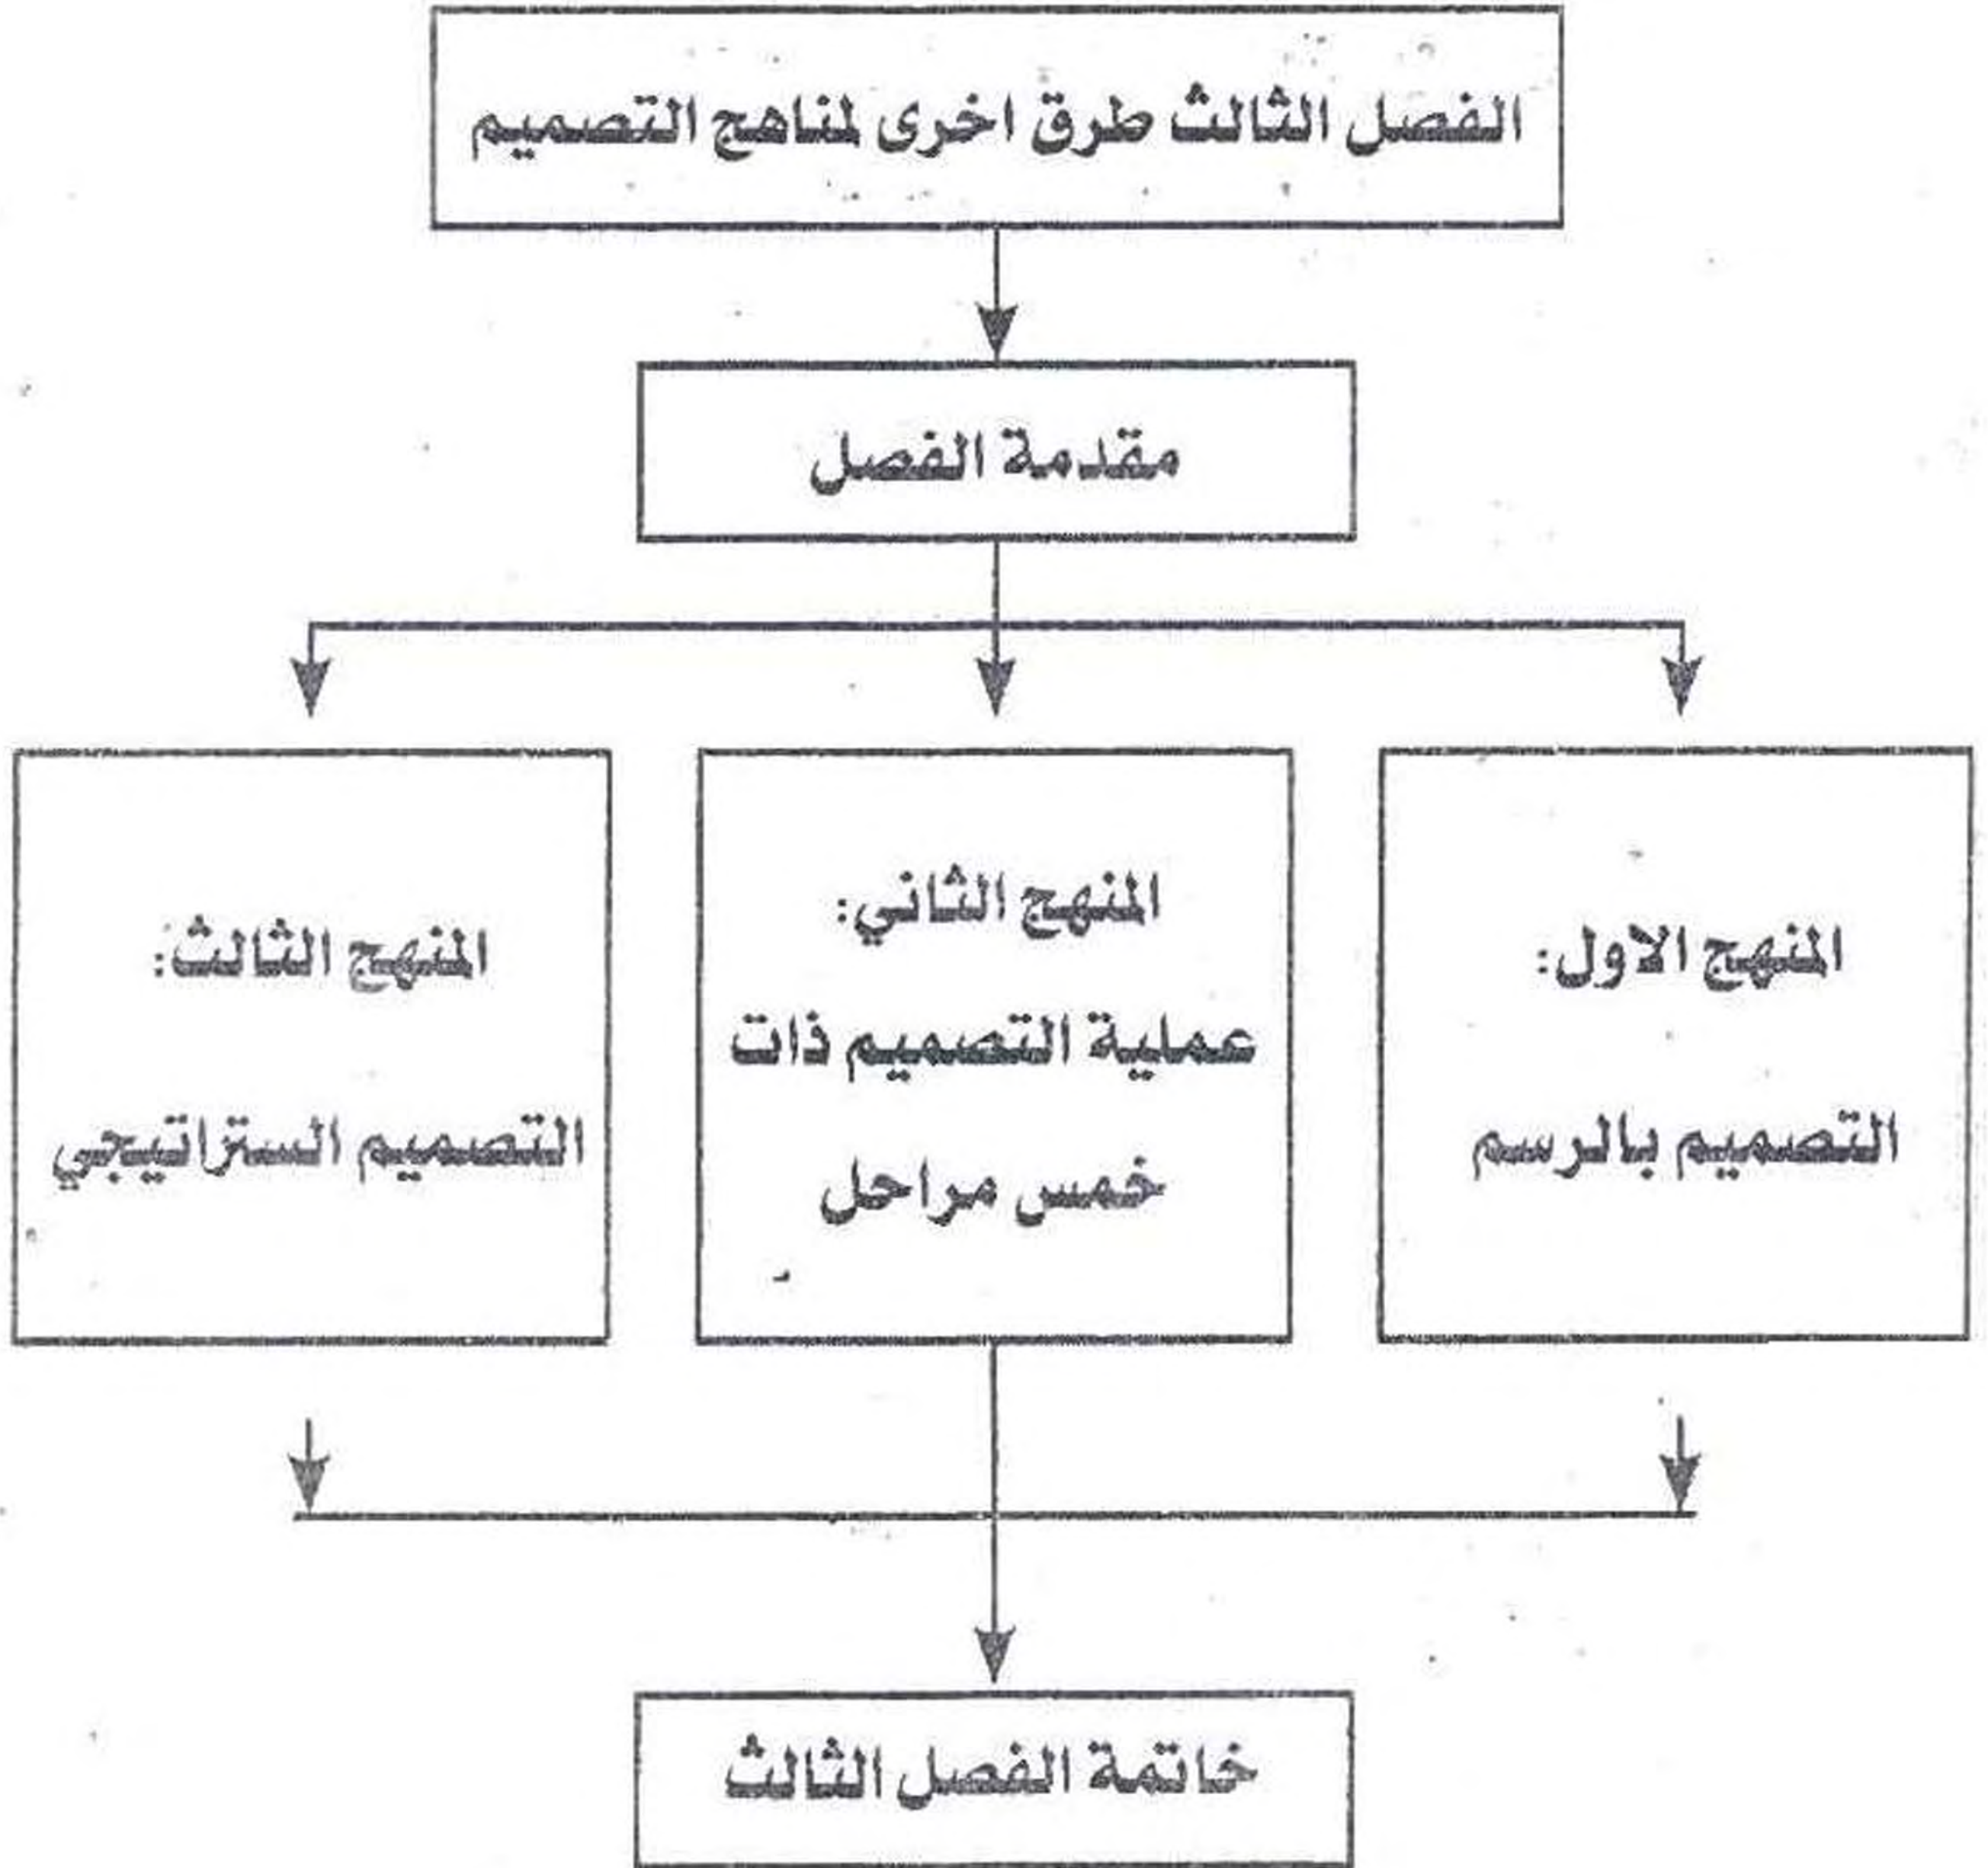 الفصل الثالث طرق اخرى لمناهج التصميم
مقدمة الفصل
المنهج الاول:
التصميم بالرسم
المنهج الثاني:
عملية التصميم ذات
خمس مراحل
المنهج الثالث:
التصميم الستراتيجي
خاتمة الفصل الثالث